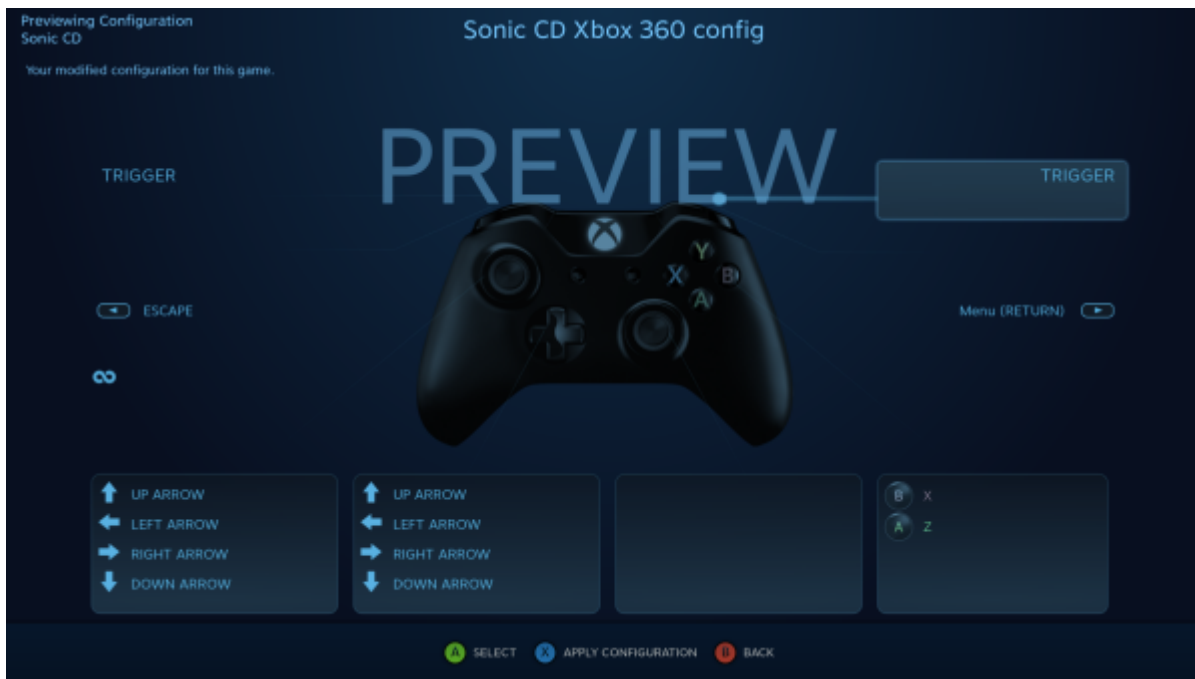 Previewing Configuration
Sonic CD
Sonic CD Xbox 360 config
Your modified configuration for this game.
PREVIEW
TRIGGER
TRIGGER
Y
X
B
A
ESCAPE
Menu (RETURN)
UP ARROW
LEFT ARROW
RIGHT ARROW
DOWN ARROW
UP ARROW
LEFT ARROW
RIGHT ARROW
DOWN ARROW
B X
A Z
A SELECT X APPLY CONFIGURATION B BACK